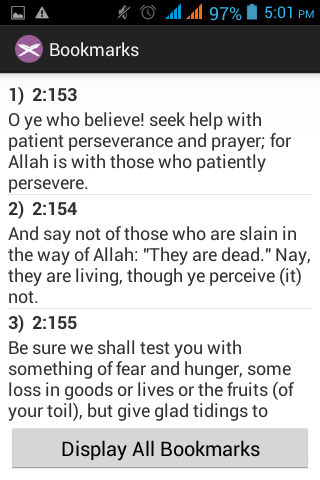 97% 5:01 PM
Bookmarks
1) 2:153
O ye who believe! seek help with
patient perseverance and prayer; for
Allah is with those who patiently
persevere.
2) 2:154
And say not of those who are slain in
the way of Allah: "They are dead." Nay,
they are living, though ye perceive (it)
not.
3) 2:155
Be sure we shall test you with
something of fear and hunger, some
loss in goods or lives or the fruits (of
your toil), but give glad tidings to
Display All Bookmarks